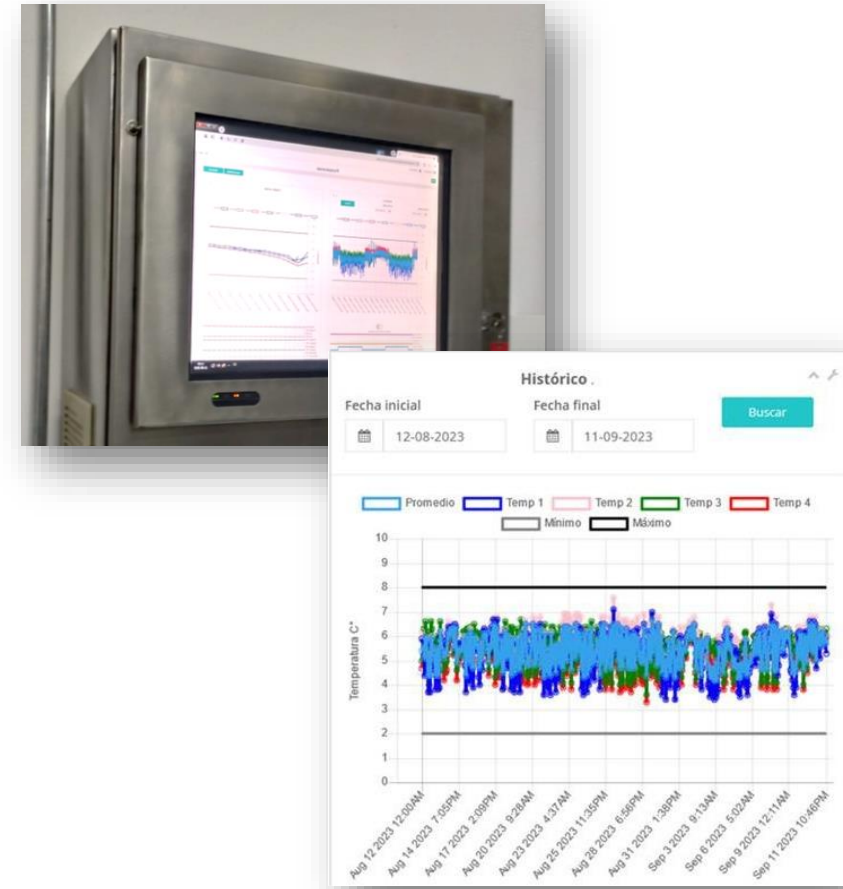 Histórico .
Fecha inicial
Fecha final
Buscar
12-08-2023
11-09-2023
Promedio
Temp 1
Temp 2
Temp 3
Temp 4
Mínimo
Máximo
10
9
8
7
6
5
4
3
2
1
0
Temperatura C°
Aug 12 2023 12:00AM
Aug 14 2023 7:05PM
Aug 17 2023 2:09PM
Aug 20 2023 9:28AM
Aug 23 2023 4:37AM
Aug 25 2023 11:35PM
Aug 28 2023 6:56PM
Aug 31 2023 1:38PM
Sep 3 2023 9:13AM
Sep 6 2023 5:02AM
Sep 9 2023 12:11AM
Sep 11 2023 10:46PM